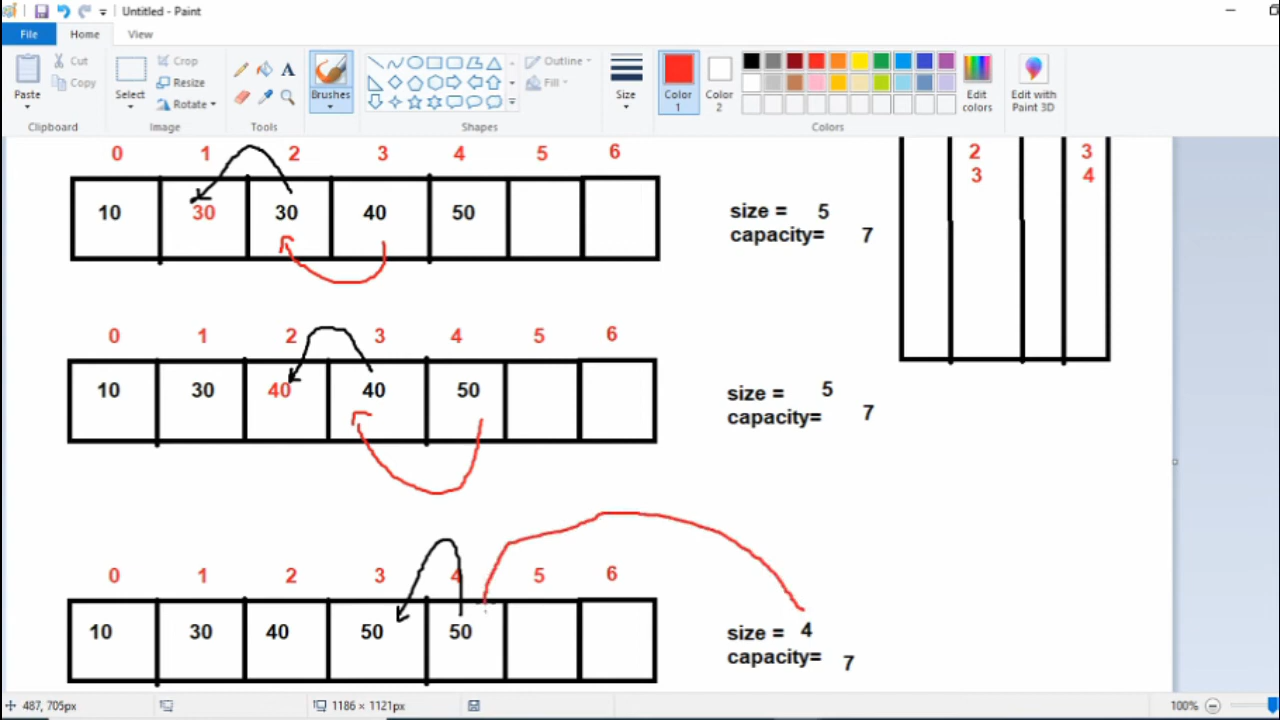 Untitled - Paint
File Home View
Paste Cut Copy Select Crop Resize Rotate A Brushes Outline Fill Size Color 1 Color 2 Edit colors Edit with Paint 3D
Clipboard Image Tools Shapes Colors
0 1 2 3 4 5 6
10 30 30 40 50
size = 5
capacity= 7
2 3
3 4
0 1 2 3 4 5 6
10 30 40 40 50
size = 5
capacity= 7
0 1 2 3 4 5 6
10 30 40 50 50
size = 4
capacity= 7
487, 705px 1186 × 1121px 100%